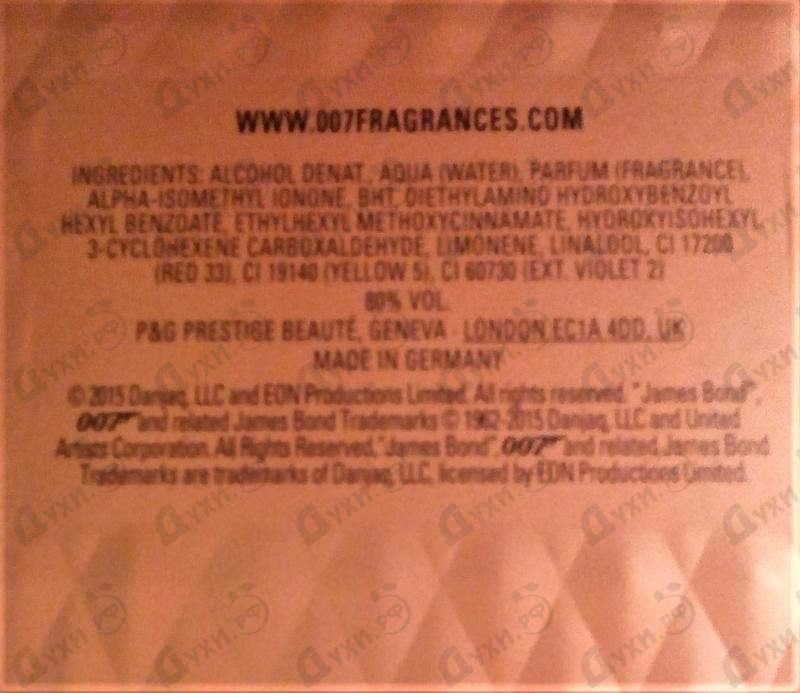 WWW.007FRAGRANCES.COM
INGREDIENTS: ALCOHOL DENAT., AQUA (WATER), PARFUM (FRAGRANCE),
ALPHA-ISOMETHYL IONONE, BHT, DIETHYLAMINO HYDROXYBENZOYL
HEXYL BENZOATE, ETHYLHEXYL METHOXYCINNAMATE, HYDROXYISOHEXYL
3-CYCLOHEXENE CARBOXALDEHYDE, LIMONENE, LINALOOL, CI 17200
(RED 33), CI 19140 (YELLOW 5), CI 60730 (EXT. VIOLET 2)
80% VOL.
P&G PRESTIGE BEAUTÉ, GENEVA · LONDON EC1A 4DD, UK
MADE IN GERMANY
© 2015 Danjaq, LLC and EON Productions Limited. All rights reserved. "James Bond",
007 and related James Bond Trademarks © 1962-2015 Danjaq, LLC and United
Artists Corporation. All Rights Reserved. "James Bond", 007 and related James Bond
Trademarks are trademarks of Danjaq, LLC, licensed by EON Productions Limited.
Духи.рф